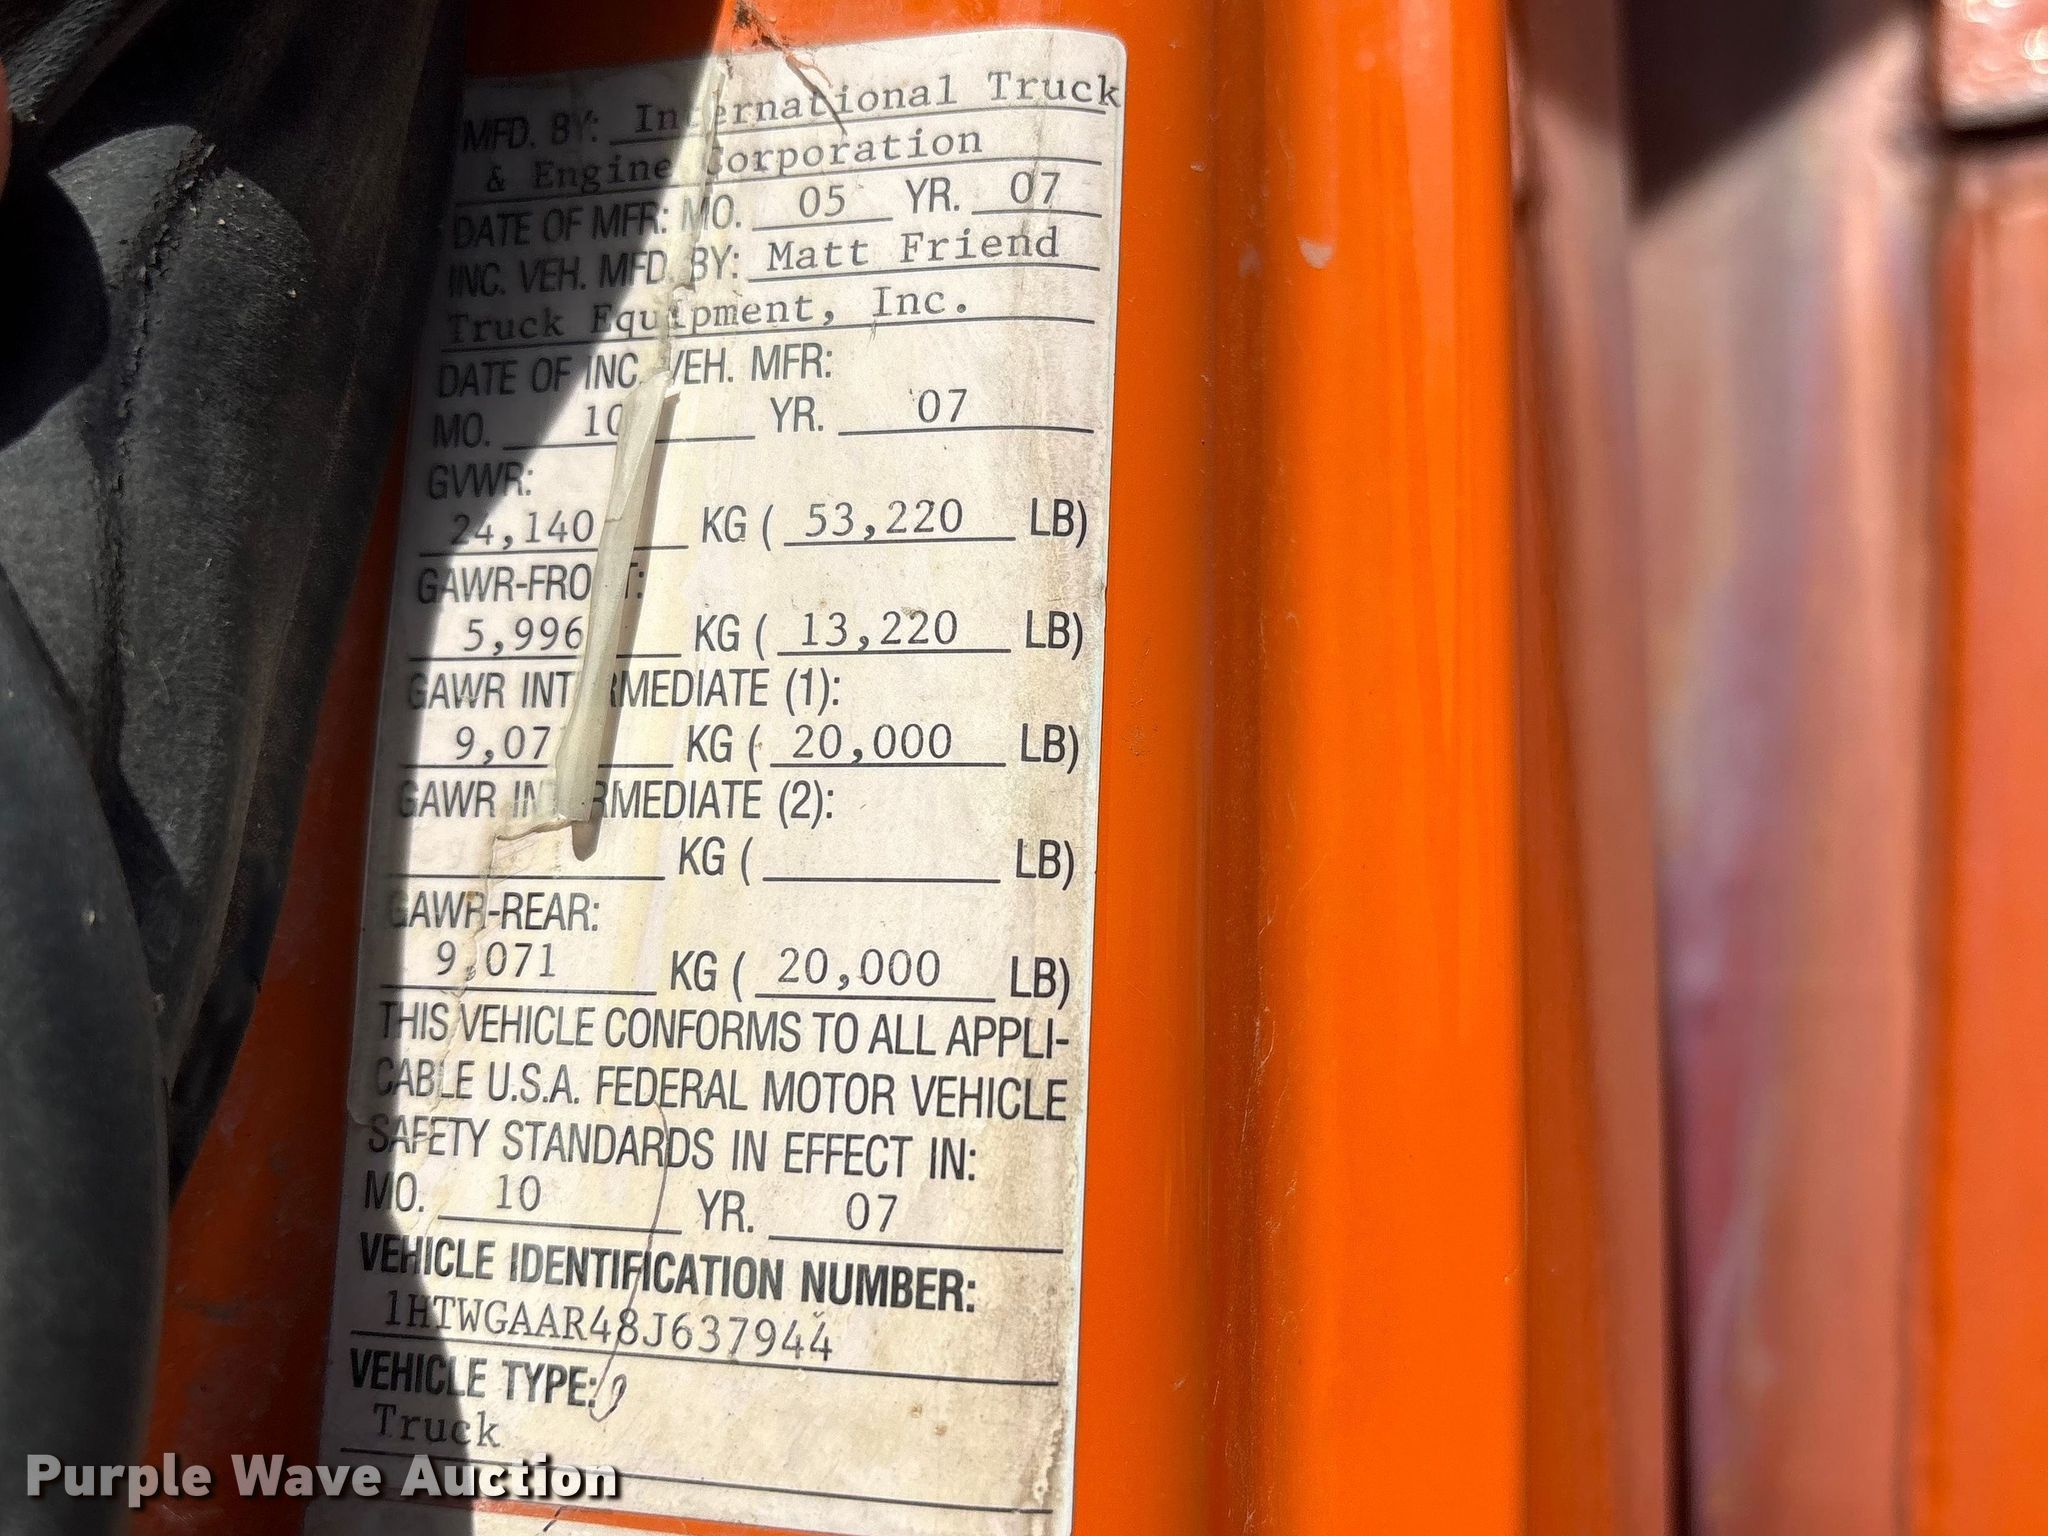 MFD. BY: International Truck
& Engine Corporation
DATE OF MFR: MO. 05 YR. 07
INC. VEH. MFD. BY: Matt Friend
Truck Equipment, Inc.
DATE OF INC. VEH. MFR:
MO. 10 YR. 07
GVWR:
24,140 KG ( 53,220 LB)
GAWR-FRONT:
5,996 KG ( 13,220 LB)
GAWR INTERMEDIATE (1):
9,071 KG ( 20,000 LB)
GAWR INTERMEDIATE (2):
KG ( LB)
GAWR-REAR:
9,071 KG ( 20,000 LB)
THIS VEHICLE CONFORMS TO ALL APPLI-
CABLE U.S.A. FEDERAL MOTOR VEHICLE
SAFETY STANDARDS IN EFFECT IN:
MO. 10 YR. 07
VEHICLE IDENTIFICATION NUMBER:
1HTWGAAR48J637944
VEHICLE TYPE:
Truck
Purple Wave Auction